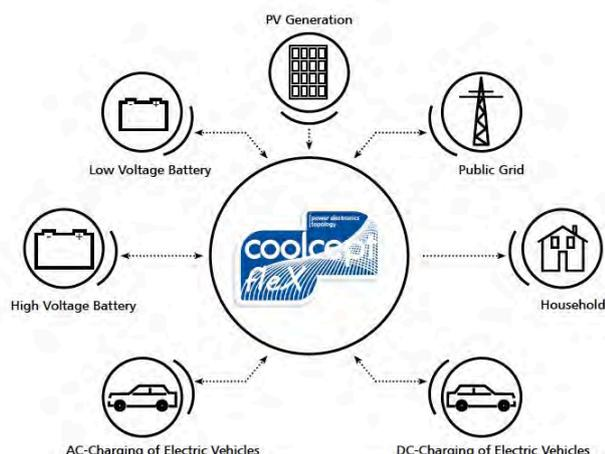 PV Generation
Low Voltage Battery
Public Grid
power electronics
topology
coolcept
fleX
High Voltage Battery
Household
AC-Charging of Electric Vehicles
DC-Charging of Electric Vehicles